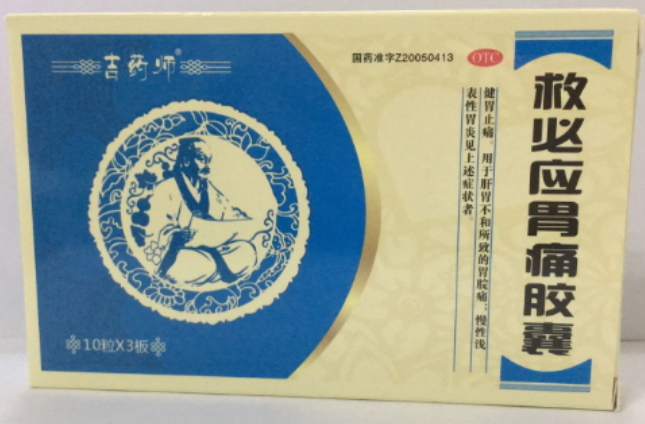 吉药师®
国药准字Z20050413
OTC
救必应胃痛胶囊
健胃止痛。用于肝胃不和所致的胃脘痛；慢性浅
表性胃炎见上述症状者。
10粒X3板